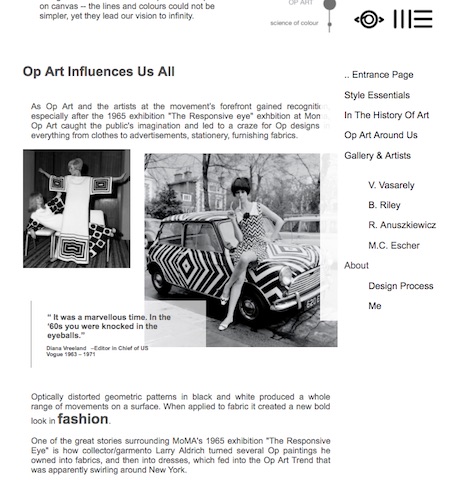 on canvas -- the lines and colours could not be
simpler, yet they lead our vision to infinity.
OP ART
science of colour
Op Art Influences Us All
As Op Art and the artists at the movement's forefront gained recognition,
especially after the 1965 exhibition "The Responsive eye" exhbition at Moma,
Op Art caught the public's imagination and led to a craze for Op designs in
everything from clothes to advertisements, stationery, furnishing fabrics.
" It was a marvellous time. In the
'60s you were knocked in the
eyeballs."
Diana Vreeland –Editor in Chief of US
Vogue 1963 – 1971
Optically distorted geometric patterns in black and white produced a whole
range of movements on a surface. When applied to fabric it created a new bold
look in fashion.
One of the great stories surrounding MoMA's 1965 exhibition "The Responsive
Eye" is how collector/garmento Larry Aldrich turned several Op paintings he
owned into fabrics, and then into dresses, which fed into the Op Art Trend that
was apparently swirling around New York.
.. Entrance Page
Style Essentials
In The History Of Art
Op Art Around Us
Gallery & Artists
V. Vasarely
B. Riley
R. Anuszkiewicz
M.C. Escher
About
Design Process
Me